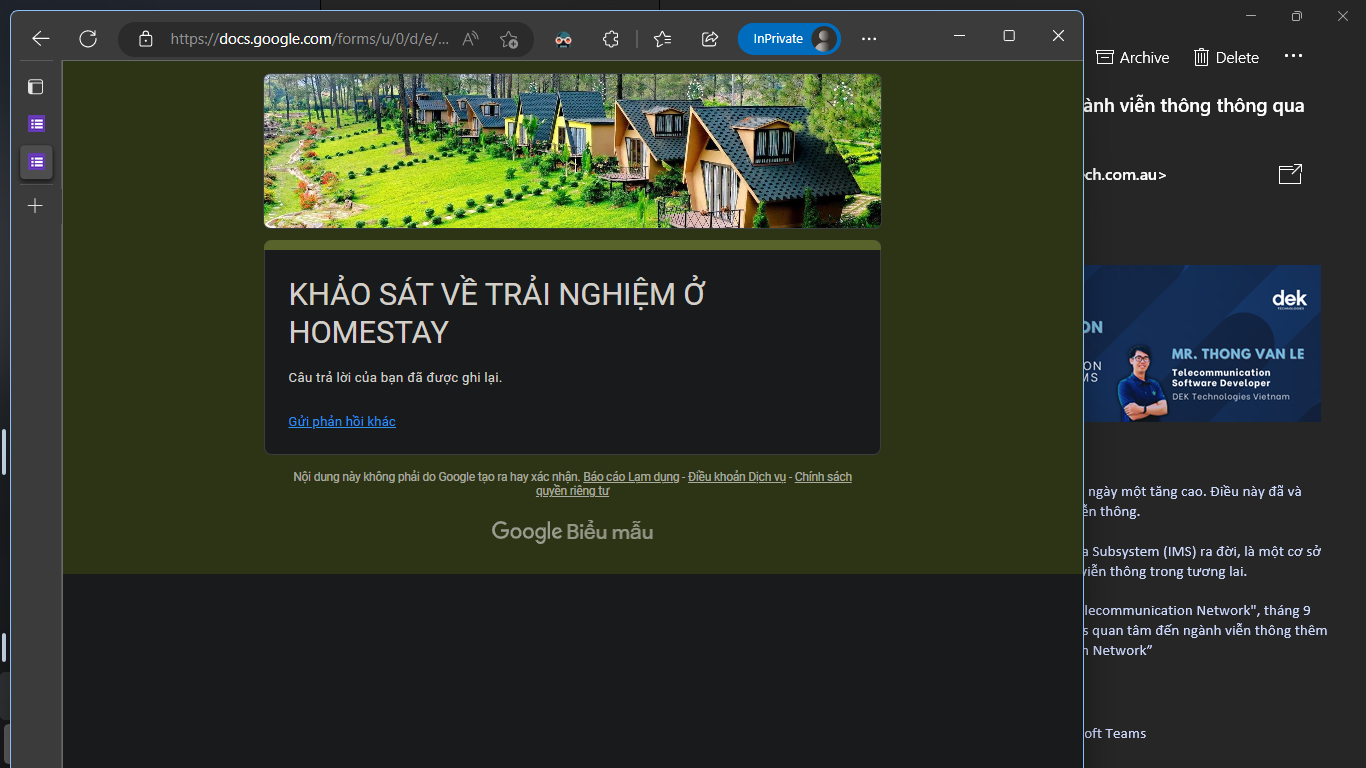 https://docs.google.com/forms/u/0/d/e/...
InPrivate
KHẢO SÁT VỀ TRẢI NGHIỆM Ở
HOMESTAY
Câu trả lời của bạn đã được ghi lại.
Gửi phản hồi khác
Nội dung này không phải do Google tạo ra hay xác nhận. Báo cáo Lạm dụng - Điều khoản Dịch vụ - Chính sách
quyền riêng tư
Google Biểu mẫu
Archive
Delete
ành viễn thông thông qua
ch.com.au>
dek
TECHNOLOGIES
ON
ON
MS
MR. THONG VAN LE
Telecommunication
Software Developer
DEK Technologies Vietnam
ngày một tăng cao. Điều này đã và
ễn thông.
a Subsystem (IMS) ra đời, là một cơ sở
viễn thông trong tương lai.
lecommunication Network", tháng 9
s quan tâm đến ngành viễn thông thêm
n Network”
oft Teams